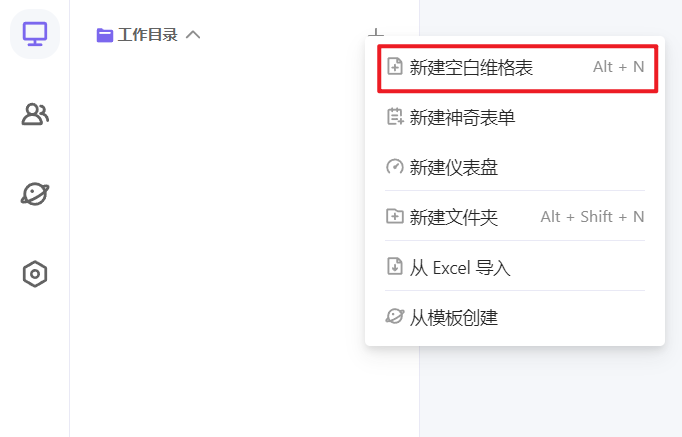 工作目录
新建空白维格表 Alt + N
新建神奇表单
新建仪表盘
新建文件夹 Alt + Shift + N
从 Excel 导入
从模板创建